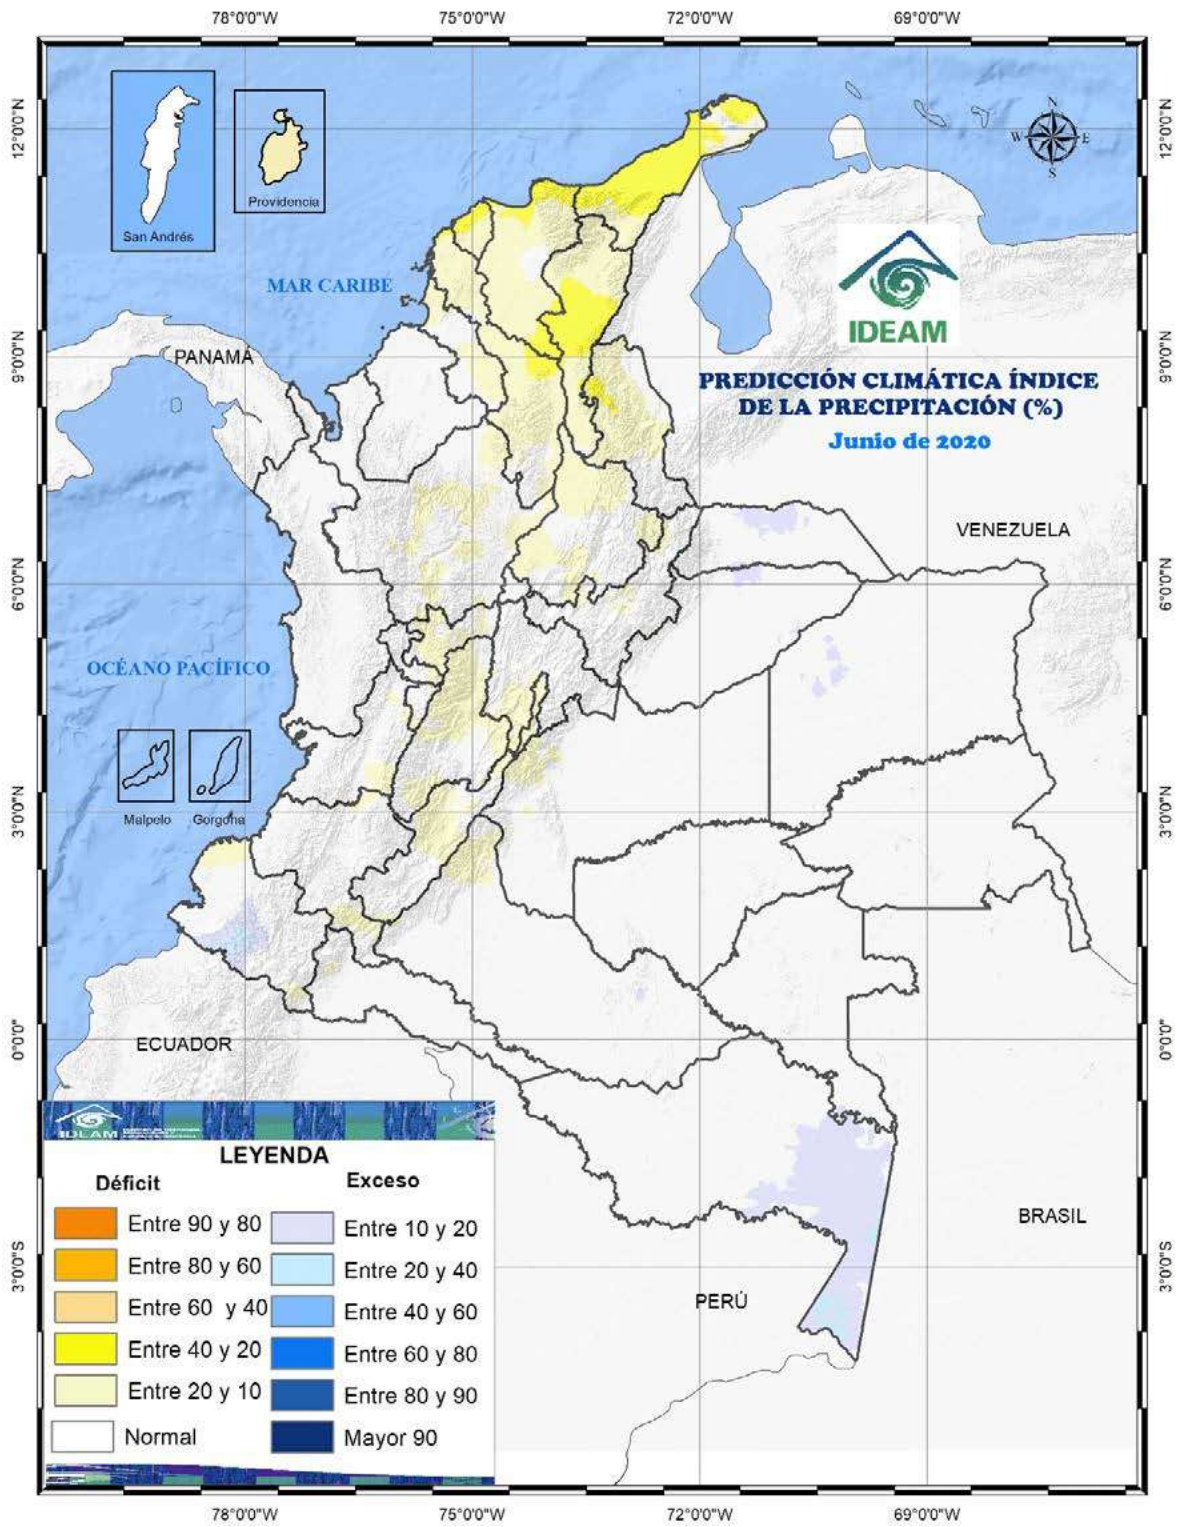 78°0'0"W 75°0'0"W 72°0'0"W 69°0'0"W
12°0'0"N
12°0'0"N
N
W E
S
San Andrés
Providencia
MAR CARIBE
IDEAM
9°0'0"N
9°0'0"N
PANAMÁ
PREDICCIÓN CLIMÁTICA ÍNDICE
DE LA PRECIPITACIÓN (%)
Junio de 2020
VENEZUELA
6°0'0"N
6°0'0"N
OCÉANO PACÍFICO
Malpelo
Gorgona
3°0'0"N
3°0'0"N
ECUADOR
0°0'0"
0°0'0"
IDEAM
LEYENDA
Déficit
Exceso
Entre 90 y 80
Entre 10 y 20
Entre 80 y 60
Entre 20 y 40
Entre 60 y 40
Entre 40 y 60
Entre 40 y 20
Entre 60 y 80
Entre 20 y 10
Entre 80 y 90
Normal
Mayor 90
BRASIL
PERÚ
3°0'0"S
3°0'0"S
78°0'0"W 75°0'0"W 72°0'0"W 69°0'0"W